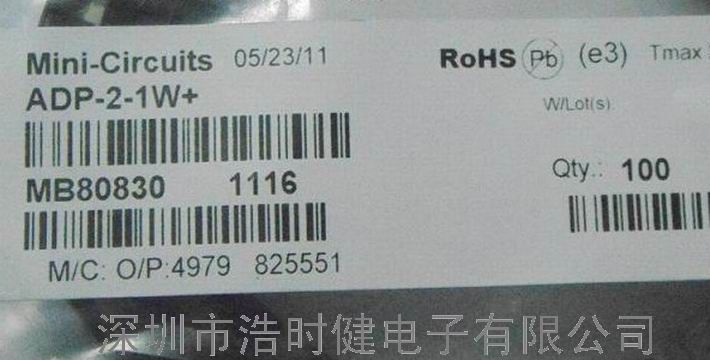 Mini-Circuits 05/23/11
ADP-2-1W+
MB80830 1116
M/C: O/P:4979 825551
RoHS Pb (e3) Tmax
W/Lot(s)
Qty.: 100
深圳市浩时健电子有限公司